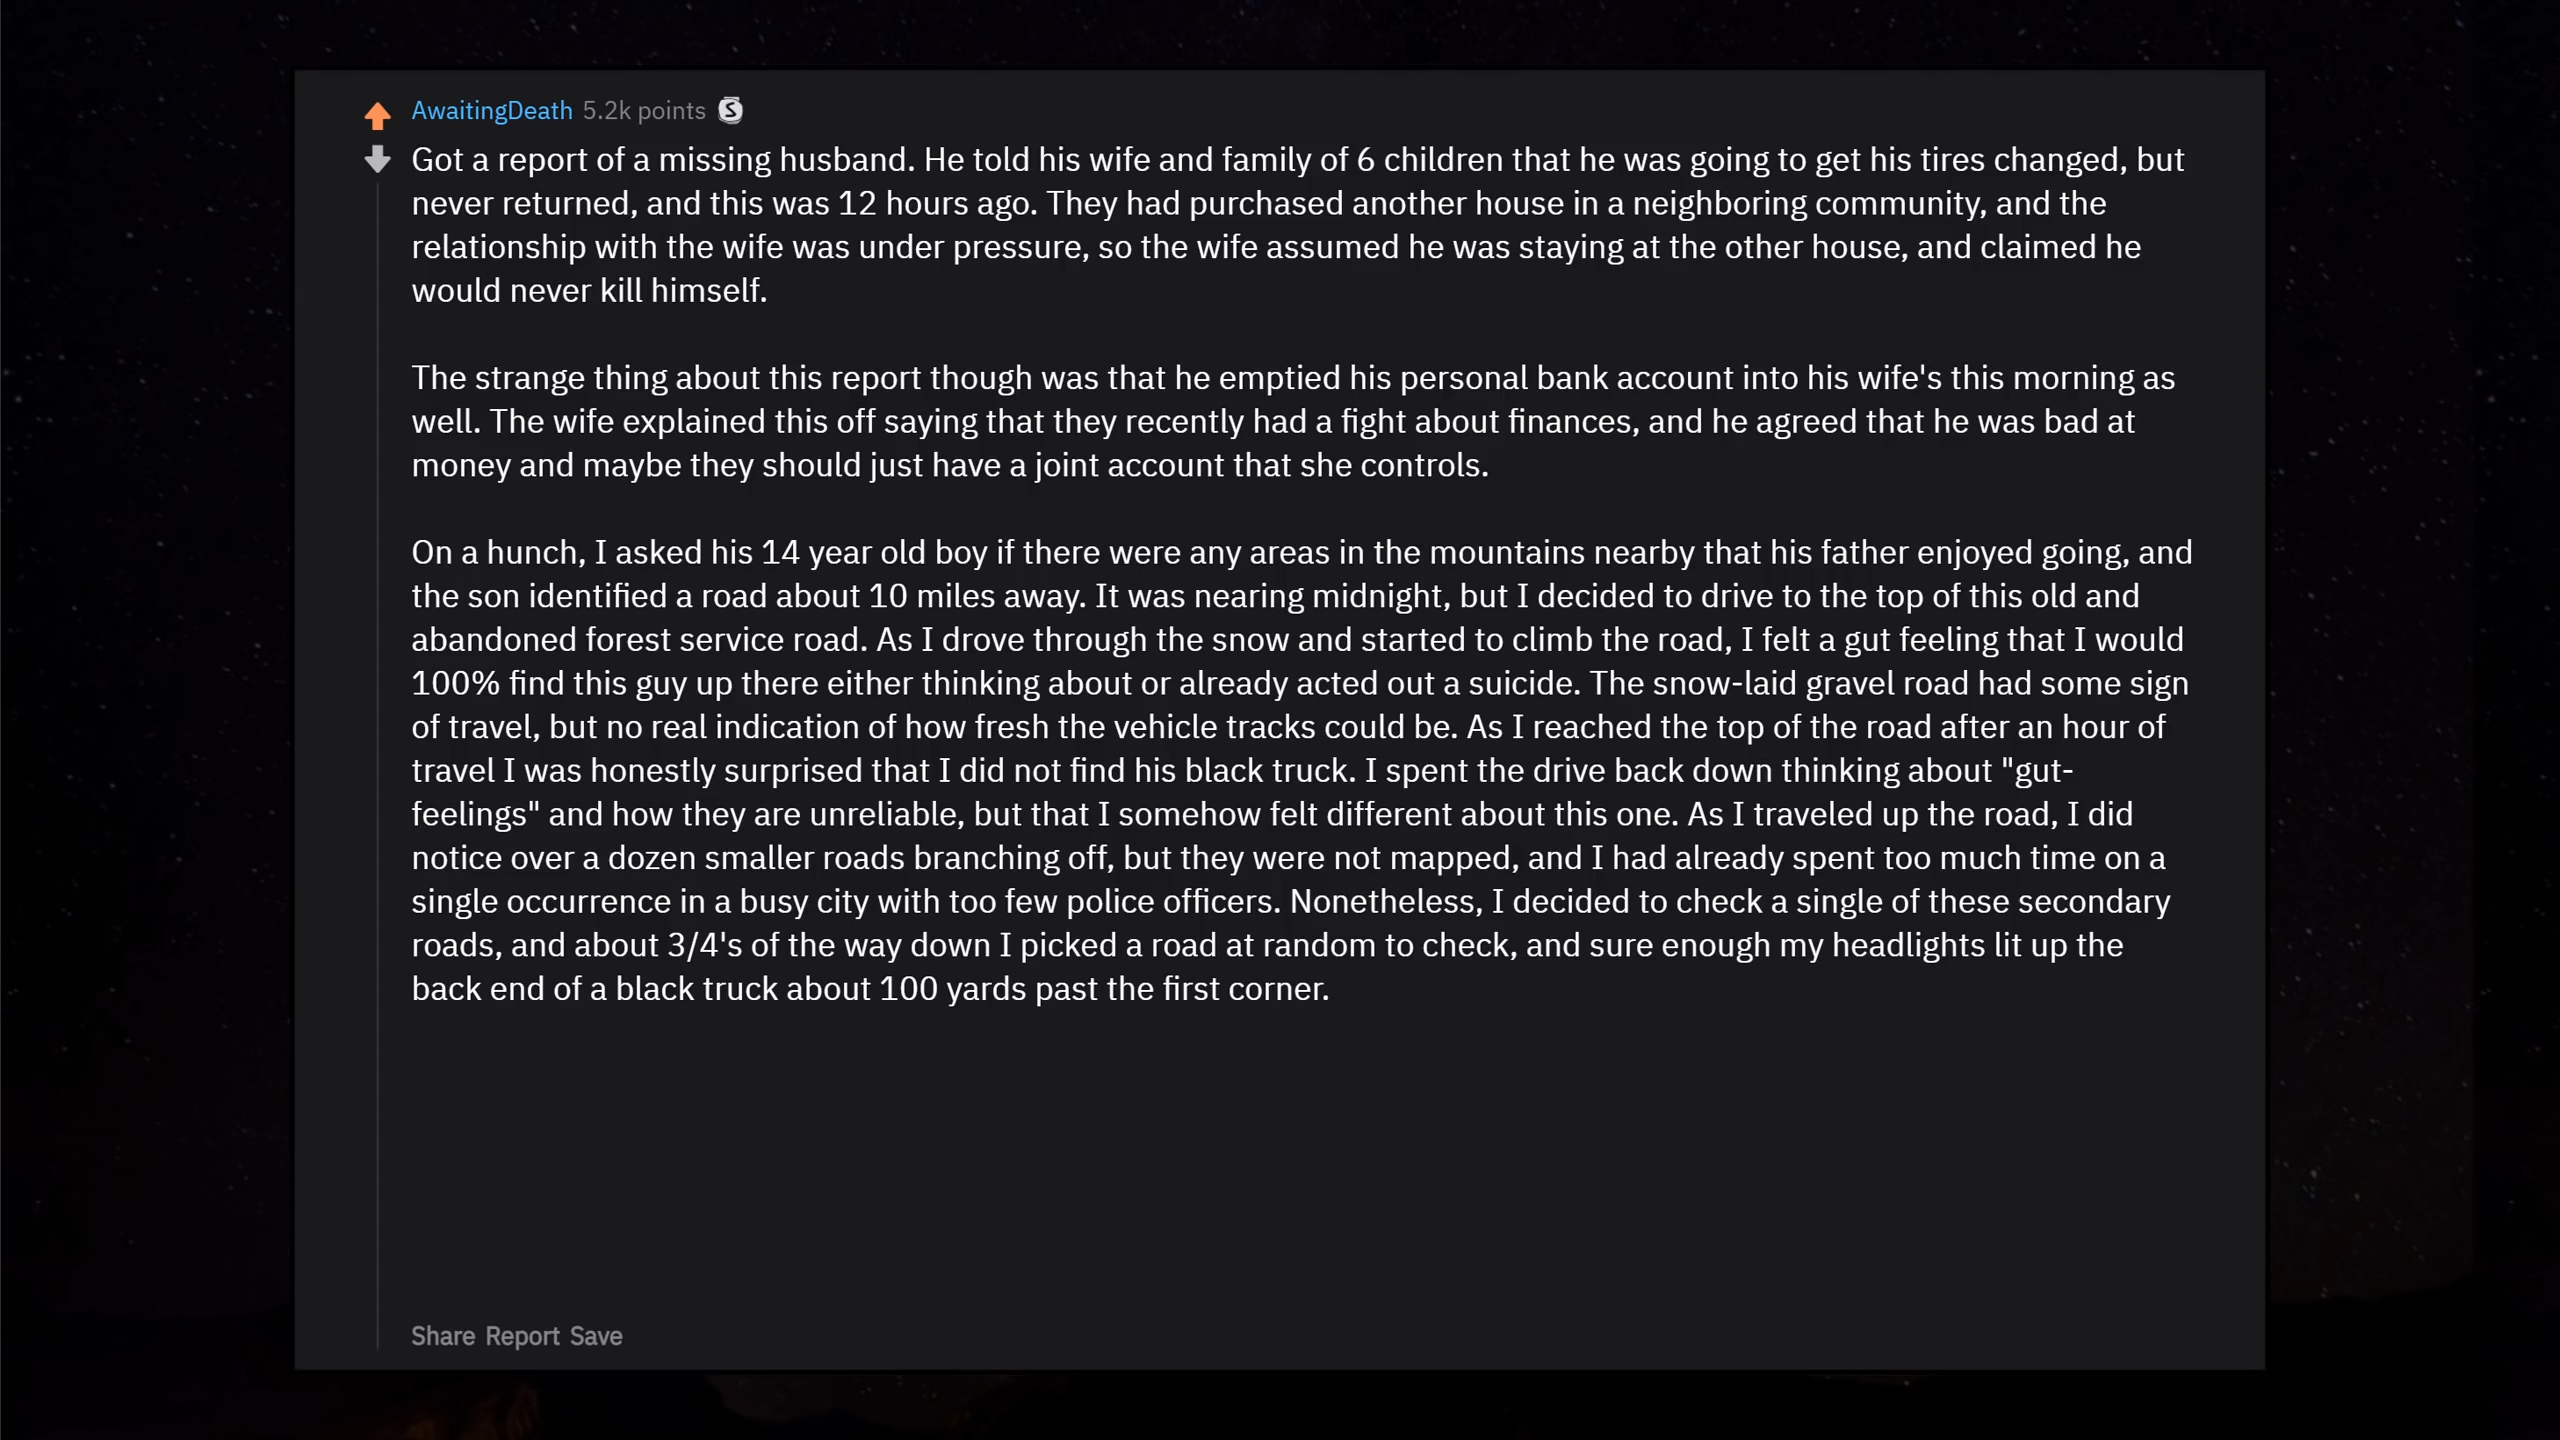 AwaitingDeath 5.2k points S
Got a report of a missing husband. He told his wife and family of 6 children that he was going to get his tires changed, but
never returned, and this was 12 hours ago. They had purchased another house in a neighboring community, and the
relationship with the wife was under pressure, so the wife assumed he was staying at the other house, and claimed he
would never kill himself.
The strange thing about this report though was that he emptied his personal bank account into his wife's this morning as
well. The wife explained this off saying that they recently had a fight about finances, and he agreed that he was bad at
money and maybe they should just have a joint account that she controls.
On a hunch, I asked his 14 year old boy if there were any areas in the mountains nearby that his father enjoyed going, and
the son identified a road about 10 miles away. It was nearing midnight, but I decided to drive to the top of this old and
abandoned forest service road. As I drove through the snow and started to climb the road, I felt a gut feeling that I would
100% find this guy up there either thinking about or already acted out a suicide. The snow-laid gravel road had some sign
of travel, but no real indication of how fresh the vehicle tracks could be. As I reached the top of the road after an hour of
travel I was honestly surprised that I did not find his black truck. I spent the drive back down thinking about "gut-
feelings" and how they are unreliable, but that I somehow felt different about this one. As I traveled up the road, I did
notice over a dozen smaller roads branching off, but they were not mapped, and I had already spent too much time on a
single occurrence in a busy city with too few police officers. Nonetheless, I decided to check a single of these secondary
roads, and about 3/4's of the way down I picked a road at random to check, and sure enough my headlights lit up the
back end of a black truck about 100 yards past the first corner.
Share Report Save